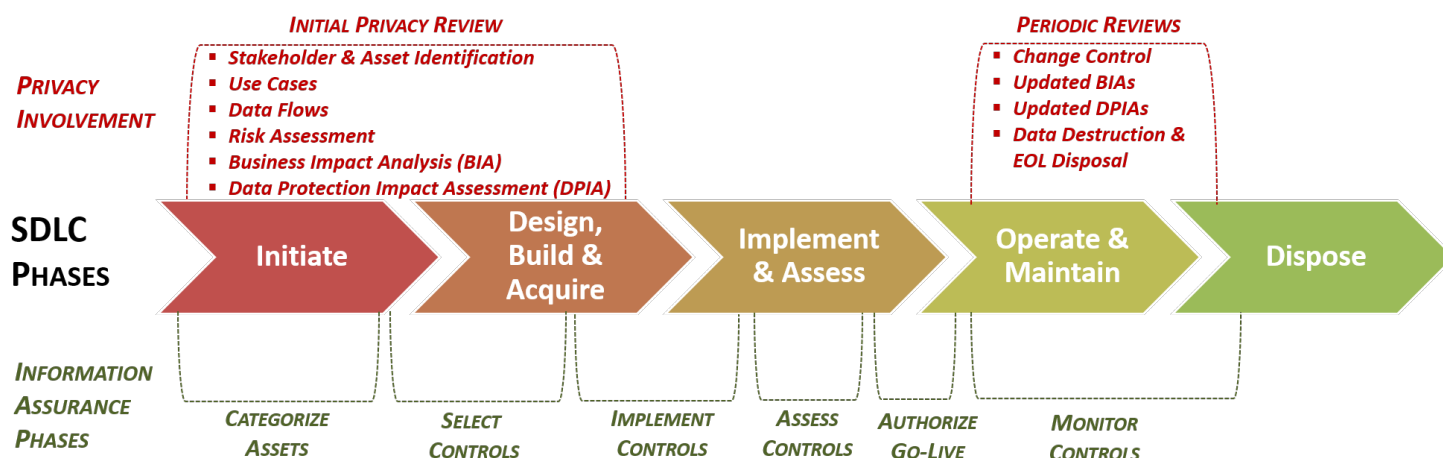 INITIAL PRIVACY REVIEW
PERIODIC REVIEWS
PRIVACY
INVOLVEMENT
▪ Stakeholder & Asset Identification
▪ Use Cases
▪ Data Flows
▪ Risk Assessment
▪ Business Impact Analysis (BIA)
▪ Data Protection Impact Assessment (DPIA)
▪ Change Control
▪ Updated BIAs
▪ Updated DPIAs
▪ Data Destruction &
EOL Disposal
SDLC
PHASES
Initiate
Design,
Build &
Acquire
Implement
& Assess
Operate &
Maintain
Dispose
INFORMATION
ASSURANCE
PHASES
CATEGORIZE
ASSETS
SELECT
CONTROLS
IMPLEMENT
CONTROLS
ASSESS
CONTROLS
AUTHORIZE
GO-LIVE
MONITOR
CONTROLS